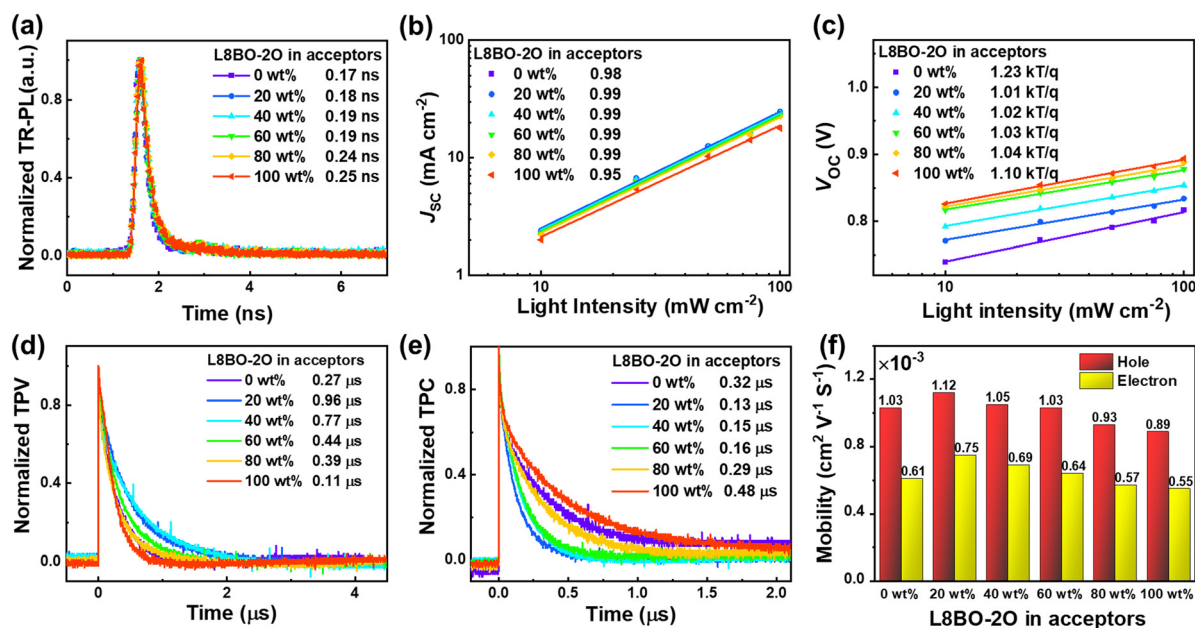 (a)
L8BO-2O in acceptors
0 wt% 0.17 ns
20 wt% 0.18 ns
40 wt% 0.19 ns
60 wt% 0.19 ns
80 wt% 0.24 ns
100 wt% 0.25 ns
Normalized TR-PL(a.u.)
0.8
0.4
0.0
0 2 4 6
Time (ns)
(b)
L8BO-2O in acceptors
0 wt% 0.98
20 wt% 0.99
40 wt% 0.99
60 wt% 0.99
80 wt% 0.99
100 wt% 0.95
JSC (mA cm-2)
100
10
1
10 100
Light Intensity (mW cm-2)
(c)
L8BO-2O in acceptors
0 wt% 1.23 kT/q
20 wt% 1.01 kT/q
40 wt% 1.02 kT/q
60 wt% 1.03 kT/q
80 wt% 1.04 kT/q
100 wt% 1.10 kT/q
VOC (V)
1.0
0.9
0.8
0.7
10 100
Light intensity (mW cm-2)
(d)
L8BO-2O in acceptors
0 wt% 0.27 μs
20 wt% 0.96 μs
40 wt% 0.77 μs
60 wt% 0.44 μs
80 wt% 0.39 μs
100 wt% 0.11 μs
Normalized TPV
0.8
0.4
0.0
0 2 4
Time (μs)
(e)
L8BO-2O in acceptors
0 wt% 0.32 μs
20 wt% 0.13 μs
40 wt% 0.15 μs
60 wt% 0.16 μs
80 wt% 0.29 μs
100 wt% 0.48 μs
Normalized TPC
0.8
0.4
0.0
0.0 0.5 1.0 1.5 2.0
Time (μs)
(f)
×10-3
Hole
Electron
Mobility (cm2 V-1 S-1)
1.2
0.8
0.4
0.0
1.03 0.61 1.12 0.75 1.05 0.69 1.03 0.64 0.93 0.57 0.89 0.55
0 wt% 20 wt% 40 wt% 60 wt% 80 wt% 100 wt%
L8BO-2O in acceptors